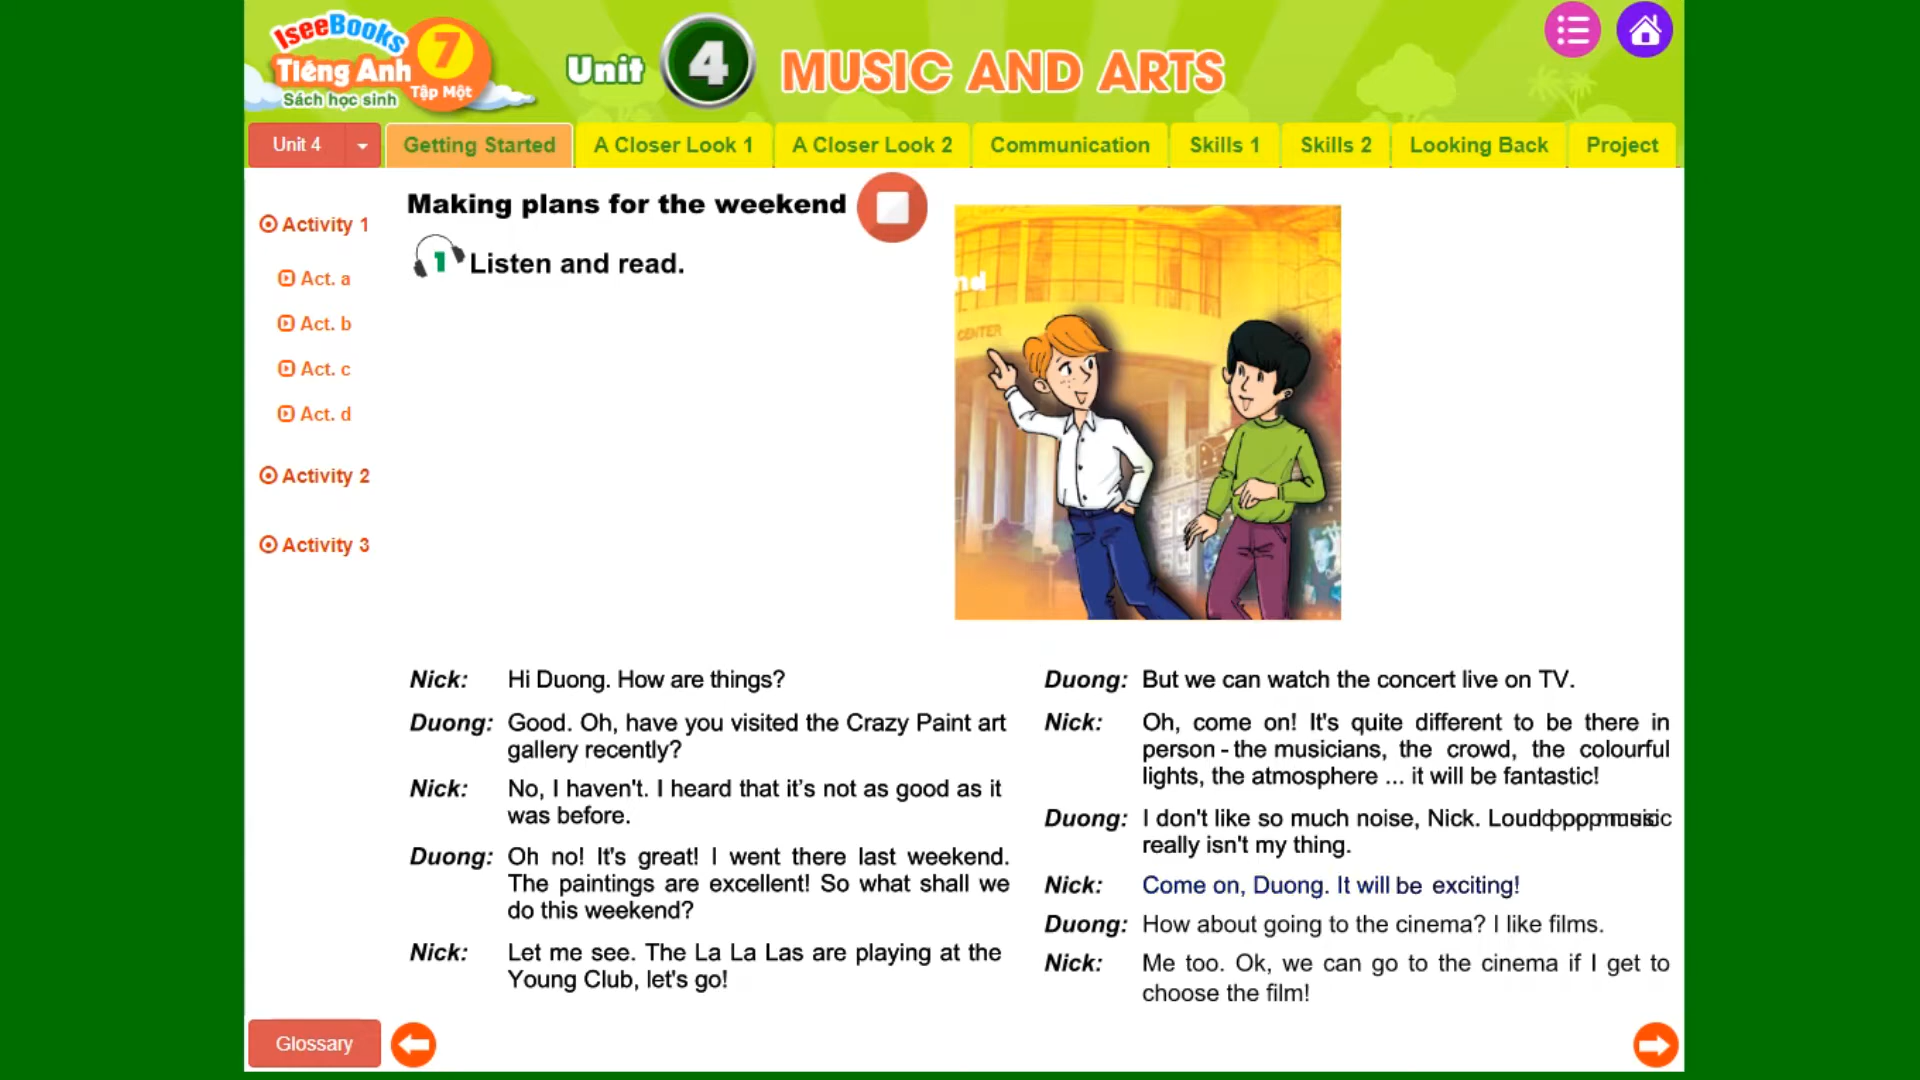 IseeBooks
Tiếng Anh 7
Sách học sinh Tập Một
Unit 4 MUSIC AND ARTS
Unit 4
Getting Started
A Closer Look 1
A Closer Look 2
Communication
Skills 1
Skills 2
Looking Back
Project
Activity 1
Act. a
Act. b
Act. c
Act. d
Activity 2
Activity 3
Making plans for the weekend
1 Listen and read.
nd
CENTER
Nick: Hi Duong. How are things?
Duong: Good. Oh, have you visited the Crazy Paint art
gallery recently?
Nick: No, I haven't. I heard that it's not as good as it
was before.
Duong: Oh no! It's great! I went there last weekend.
The paintings are excellent! So what shall we
do this weekend?
Nick: Let me see. The La La Las are playing at the
Young Club, let's go!
Duong: But we can watch the concert live on TV.
Nick: Oh, come on! It's quite different to be there in
person - the musicians, the crowd, the colourful
lights, the atmosphere ... it will be fantastic!
Duong: I don't like so much noise, Nick. Loud pop music
really isn't my thing.
Nick: Come on, Duong. It will be exciting!
Duong: How about going to the cinema? I like films.
Nick: Me too. Ok, we can go to the cinema if I get to
choose the film!
Glossary